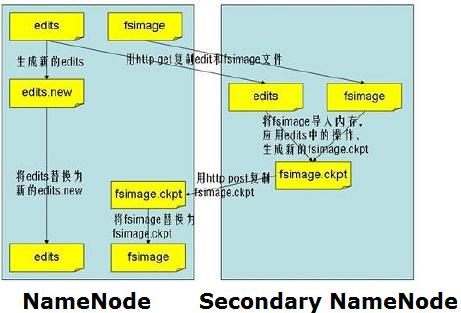 edits
fsimage
生成新的edits
用http get复制edit和fsimage文件
edits.new
edits
fsimage
将fsimage导入内存，
应用edits中的操作，
生成新的fsimage.ckpt
将edits替换为
新的edits.new
fsimage.ckpt
用http post复制
fsimage.ckpt
fsimage.ckpt
将fsimage替换为
fsimage.ckpt
edits
fsimage
NameNode
Secondary NameNode